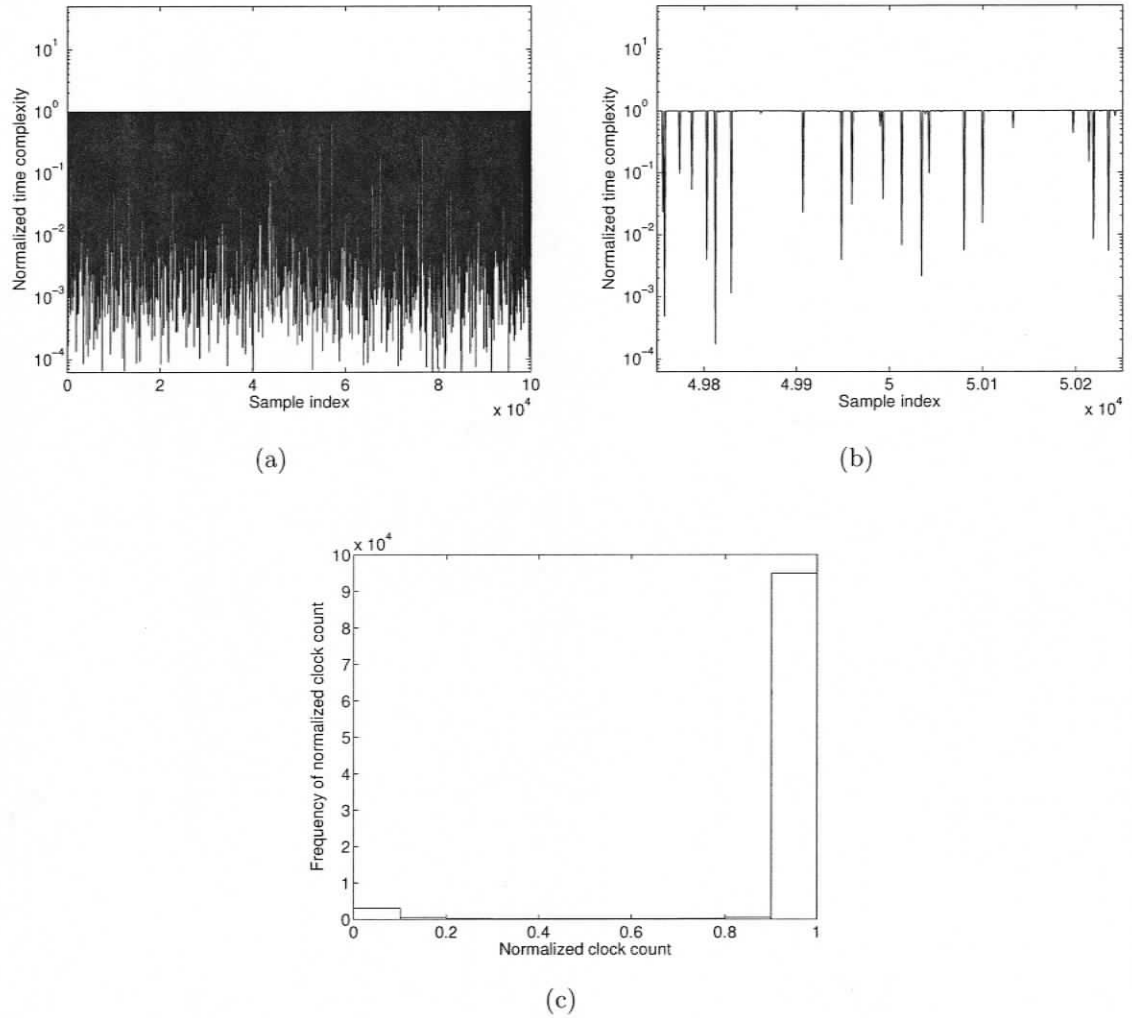 Normalized time complexity
10^1
10^0
10^-1
10^-2
10^-3
10^-4
0 2 4 6 8 10
Sample index
x 10^4
(a)
Normalized time complexity
10^1
10^0
10^-1
10^-2
10^-3
10^-4
4.98 4.99 5 5.01 5.02
Sample index
x 10^4
(b)
x 10^4
Frequency of normalized clock count
10
9
8
7
6
5
4
3
2
1
0
0 0.2 0.4 0.6 0.8 1
Normalized clock count
(c)